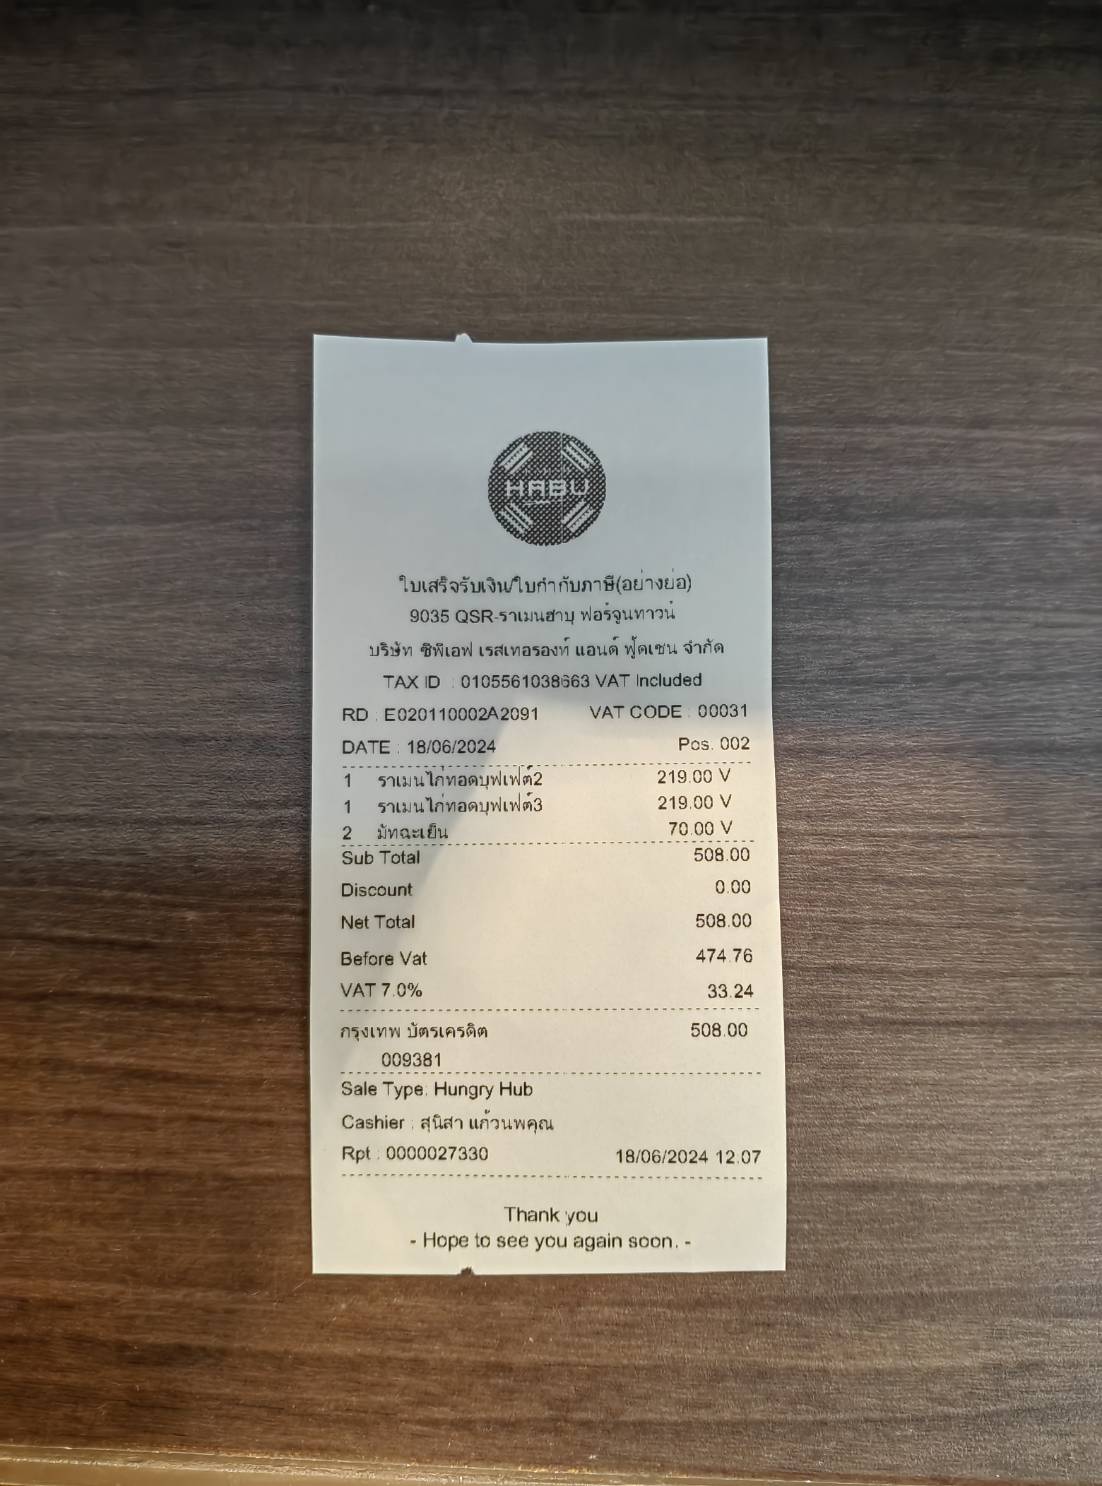 HABU
ใบเสร็จรับเงิน/ใบกำกับภาษี(อย่างย่อ)
9035 QSR-ราเมนฮาบุ ฟอร์จูนทาวน์
บริษัท ซีพีเอฟ เรสเทอรองท์ แอนด์ ฟู้ดเชน จำกัด
TAX ID : 0105561038663 VAT Included
RD : E020110002A2091 VAT CODE : 00031
DATE : 18/06/2024 Pos. 002
1 ราเมนไก่ทอดบุฟเฟ่ต์2 219.00 V
1 ราเมนไก่ทอดบุฟเฟ่ต์3 219.00 V
2 มัทฉะเย็น 70.00 V
Sub Total 508.00
Discount 0.00
Net Total 508.00
Before Vat 474.76
VAT 7.0% 33.24
กรุงเทพ บัตรเครดิต 508.00
009381
Sale Type: Hungry Hub
Cashier : สุนิสา แก้วนพคุณ
Rpt : 0000027330 18/06/2024 12:07
Thank you
- Hope to see you again soon. -